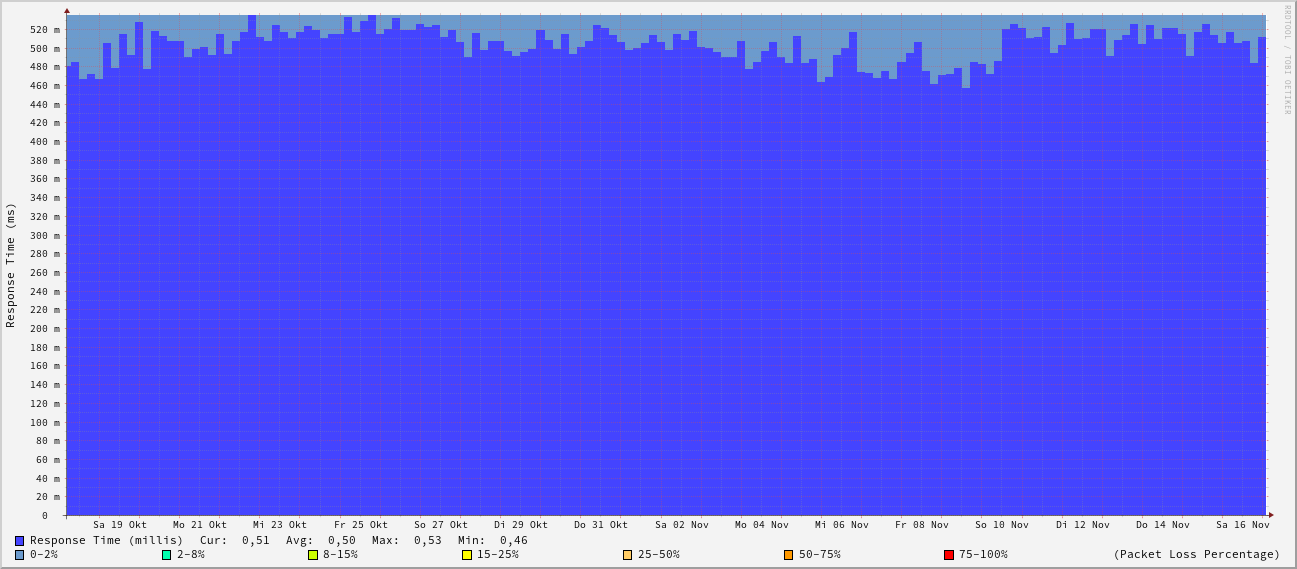 RRDTOOL / TOBI OETIKER
Response Time (ms)
520 m
500 m
480 m
460 m
440 m
420 m
400 m
380 m
360 m
340 m
320 m
300 m
280 m
260 m
240 m
220 m
200 m
180 m
160 m
140 m
120 m
100 m
80 m
60 m
40 m
20 m
0
Sa 19 Okt Mo 21 Okt Mi 23 Okt Fr 25 Okt So 27 Okt Di 29 Okt Do 31 Okt Sa 02 Nov Mo 04 Nov Mi 06 Nov Fr 08 Nov So 10 Nov Di 12 Nov Do 14 Nov Sa 16 Nov
Response Time (millis) Cur: 0,51 Avg: 0,50 Max: 0,53 Min: 0,46
0-2% 2-8% 8-15% 15-25% 25-50% 50-75% 75-100% (Packet Loss Percentage)